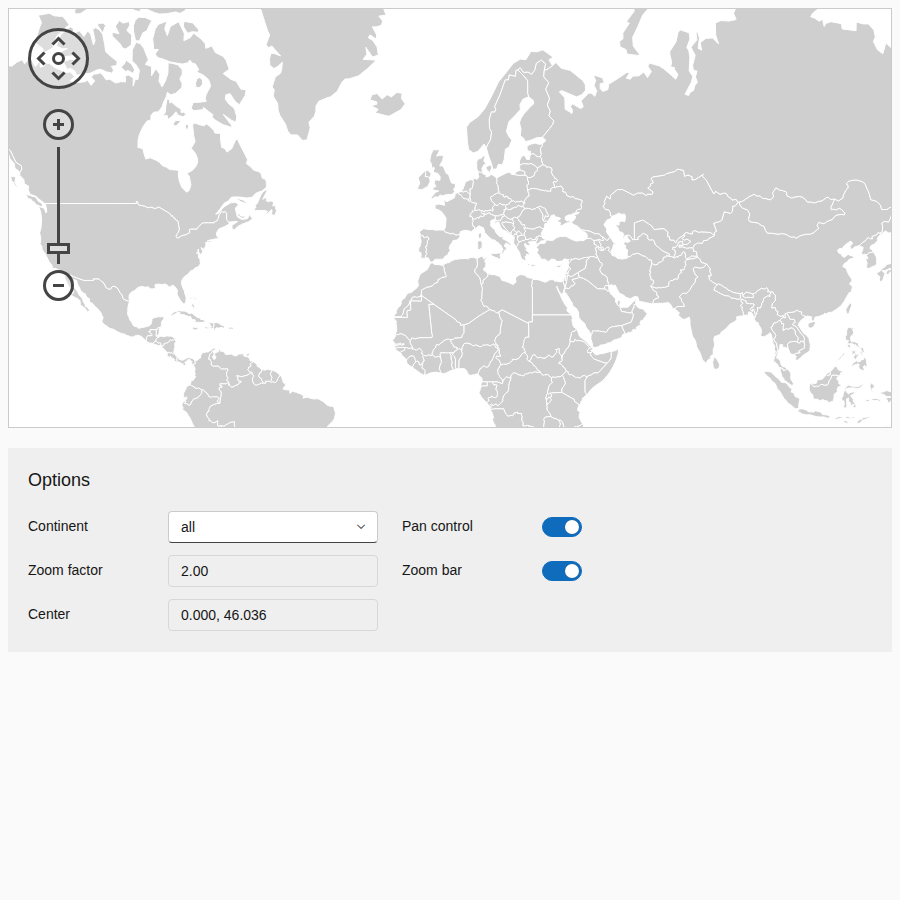 Options
Continent
all
Pan control
Zoom factor
2.00
Zoom bar
Center
0.000, 46.036